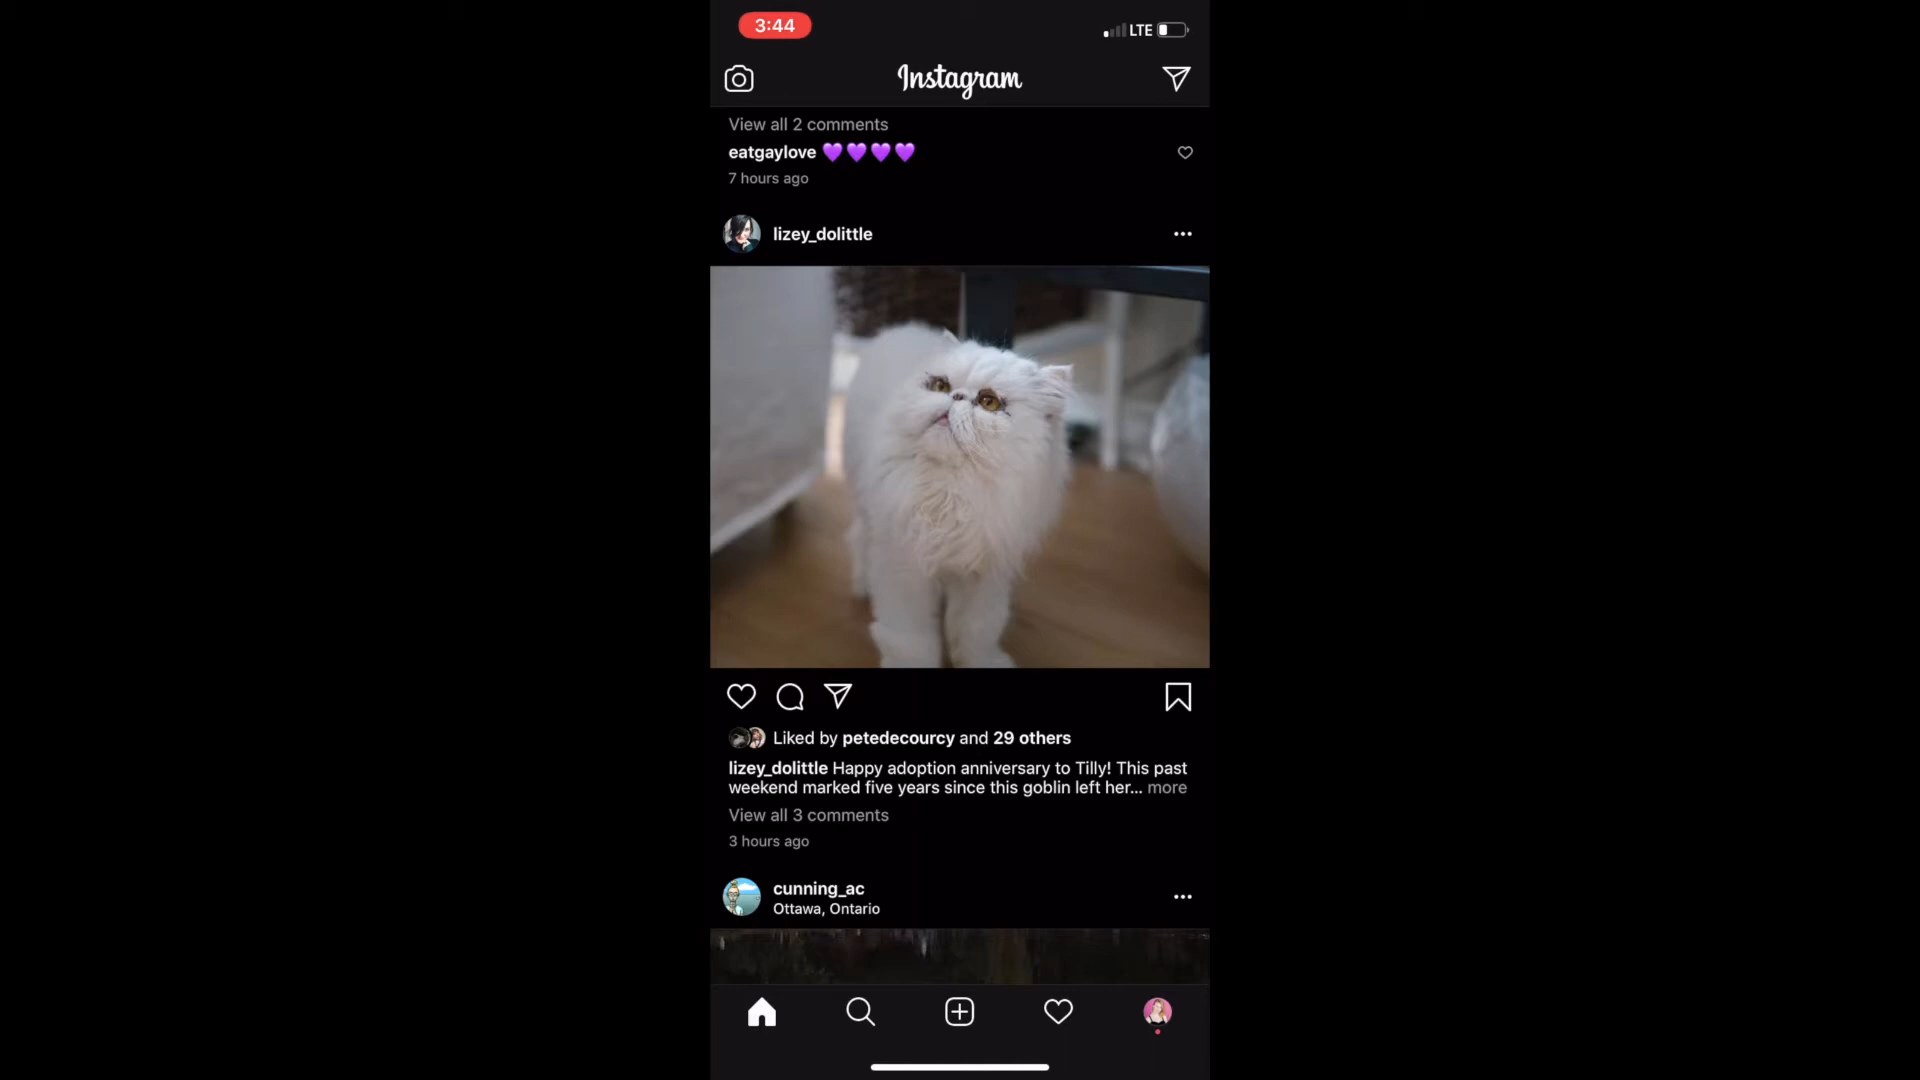 3:44
LTE
Instagram
View all 2 comments
eatgaylove 💜💜💜💜
7 hours ago
lizey_dolittle
Liked by petedecourcy and 29 others
lizey_dolittle Happy adoption anniversary to Tilly! This past
weekend marked five years since this goblin left her... more
View all 3 comments
3 hours ago
cunning_ac
Ottawa, Ontario